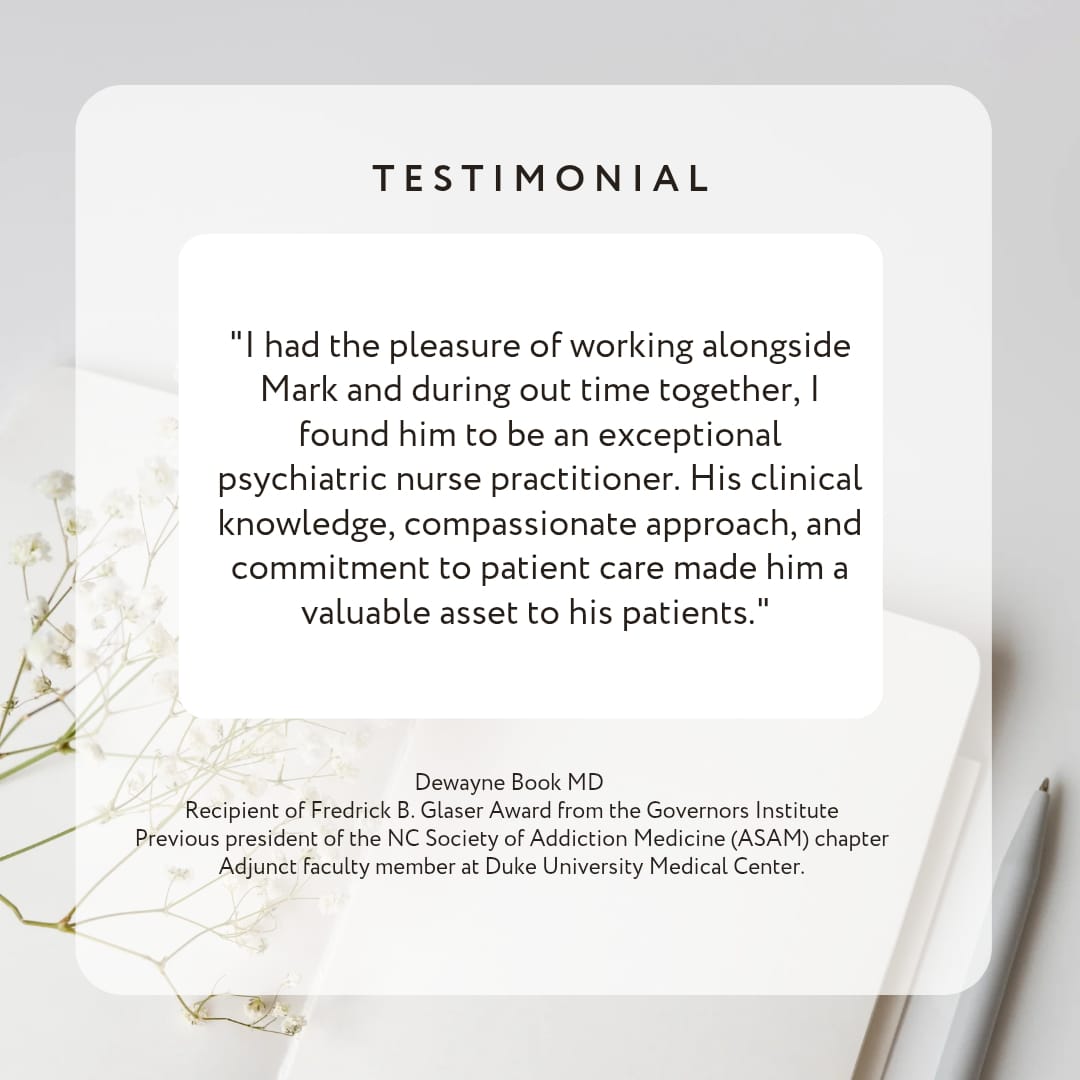 TESTIMONIAL
"I had the pleasure of working alongside
Mark and during out time together, I
found him to be an exceptional
psychiatric nurse practitioner. His clinical
knowledge, compassionate approach, and
commitment to patient care made him a
valuable asset to his patients."
Dewayne Book MD
Recipient of Fredrick B. Glaser Award from the Governors Institute
Previous president of the NC Society of Addiction Medicine (ASAM) chapter
Adjunct faculty member at Duke University Medical Center.